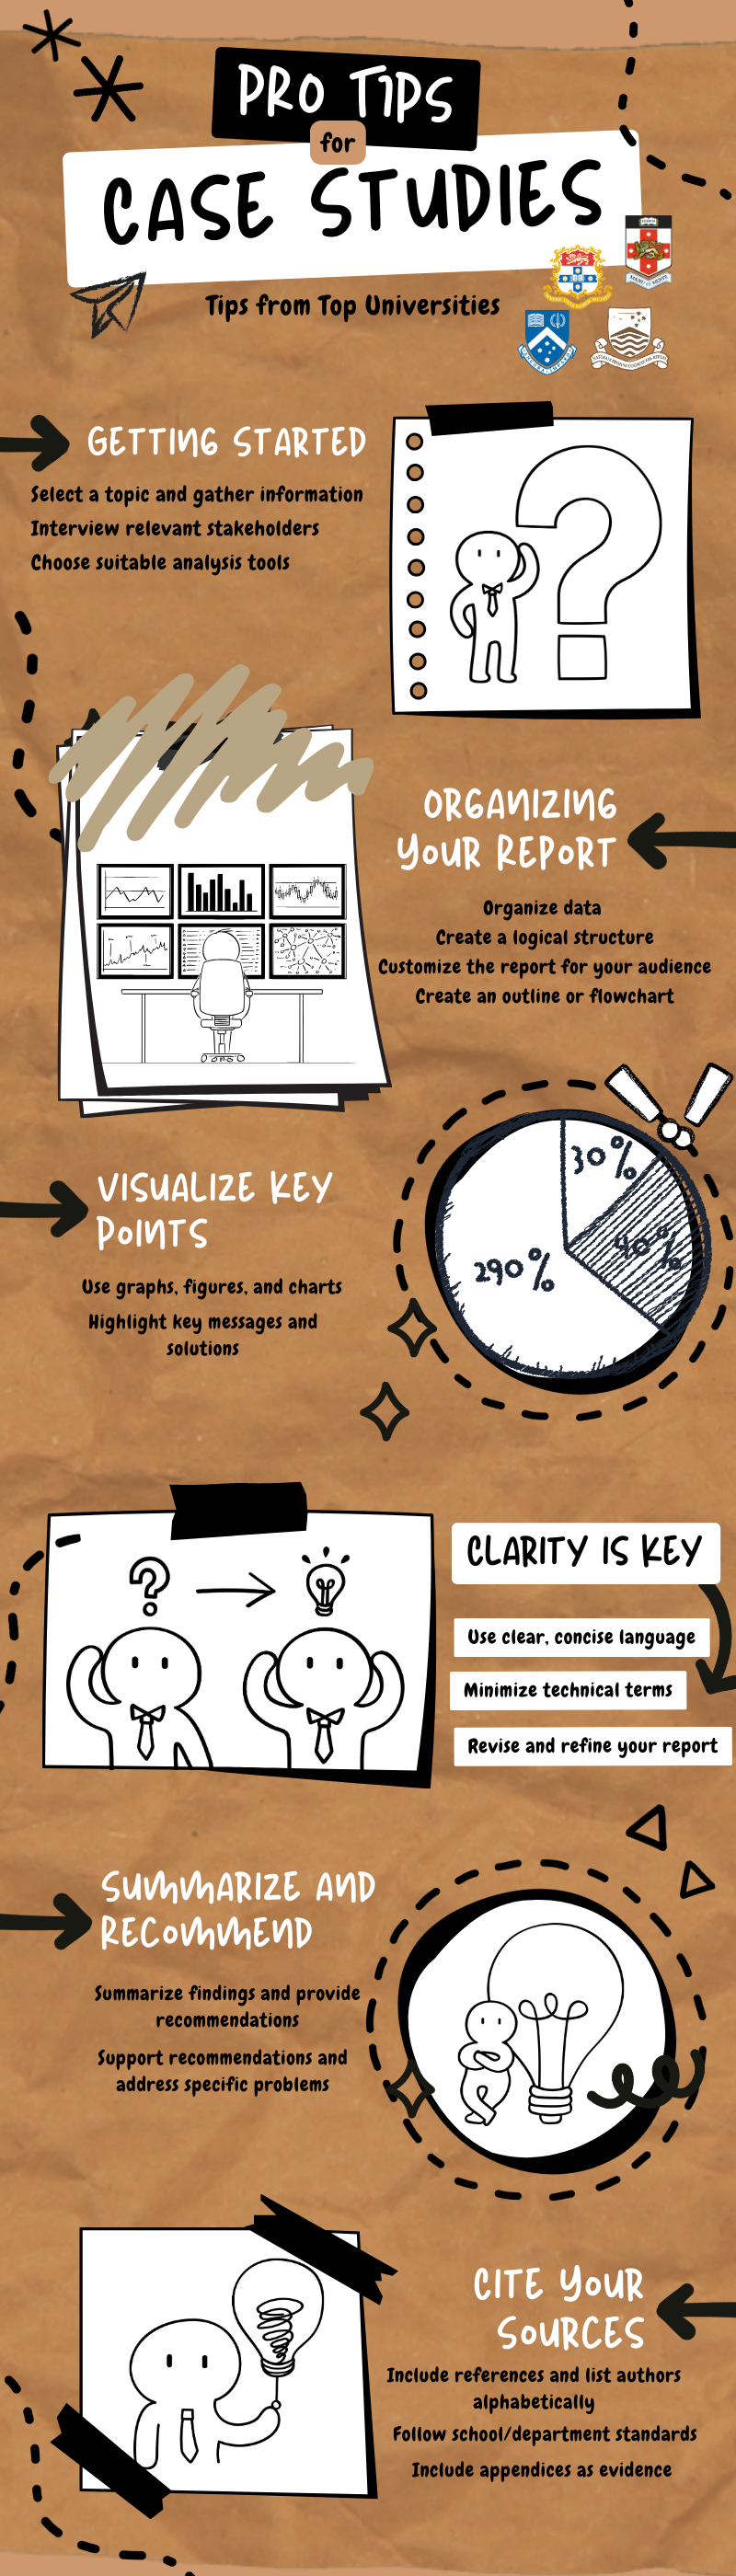 PRO TIPS
for
CASE STUDIES
Tips from Top Universities
GETTING STARTED
Select a topic and gather information
Interview relevant stakeholders
Choose suitable analysis tools
ORGANIZING
YOUR REPORT
Organize data
Create a logical structure
Customize the report for your audience
Create an outline or flowchart
VISUALIZE KEY
POINTS
Use graphs, figures, and charts
Highlight key messages and
solutions
30%
40%
290%
CLARITY IS KEY
Use clear, concise language
Minimize technical terms
Revise and refine your report
SUMMARIZE AND
RECOMMEND
Summarize findings and provide
recommendations
Support recommendations and
address specific problems
CITE YOUR
SOURCES
Include references and list authors
alphabetically
Follow school/department standards
Include appendices as evidence